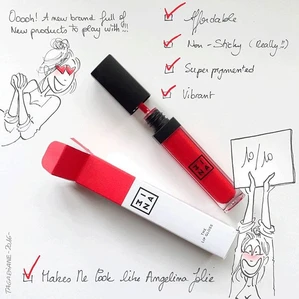 Ooooh! A new brand full of
New products to play with!!!
Affordable
Non-Sticky (Really!!)
Super pigmented
Vibrant
3INA
THE
LIP GLOSS
3INA
10/10
Makes Me Look like Angelina Jolie